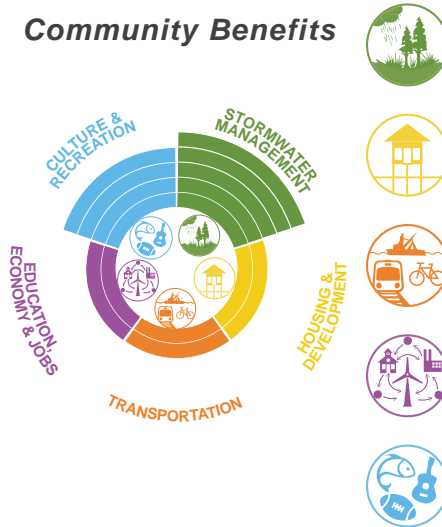 Community Benefits
CULTURE &
RECREATION
STORMWATER
MANAGEMENT
EDUCATION,
ECONOMY & JOBS
HOUSING &
DEVELOPMENT
TRANSPORTATION